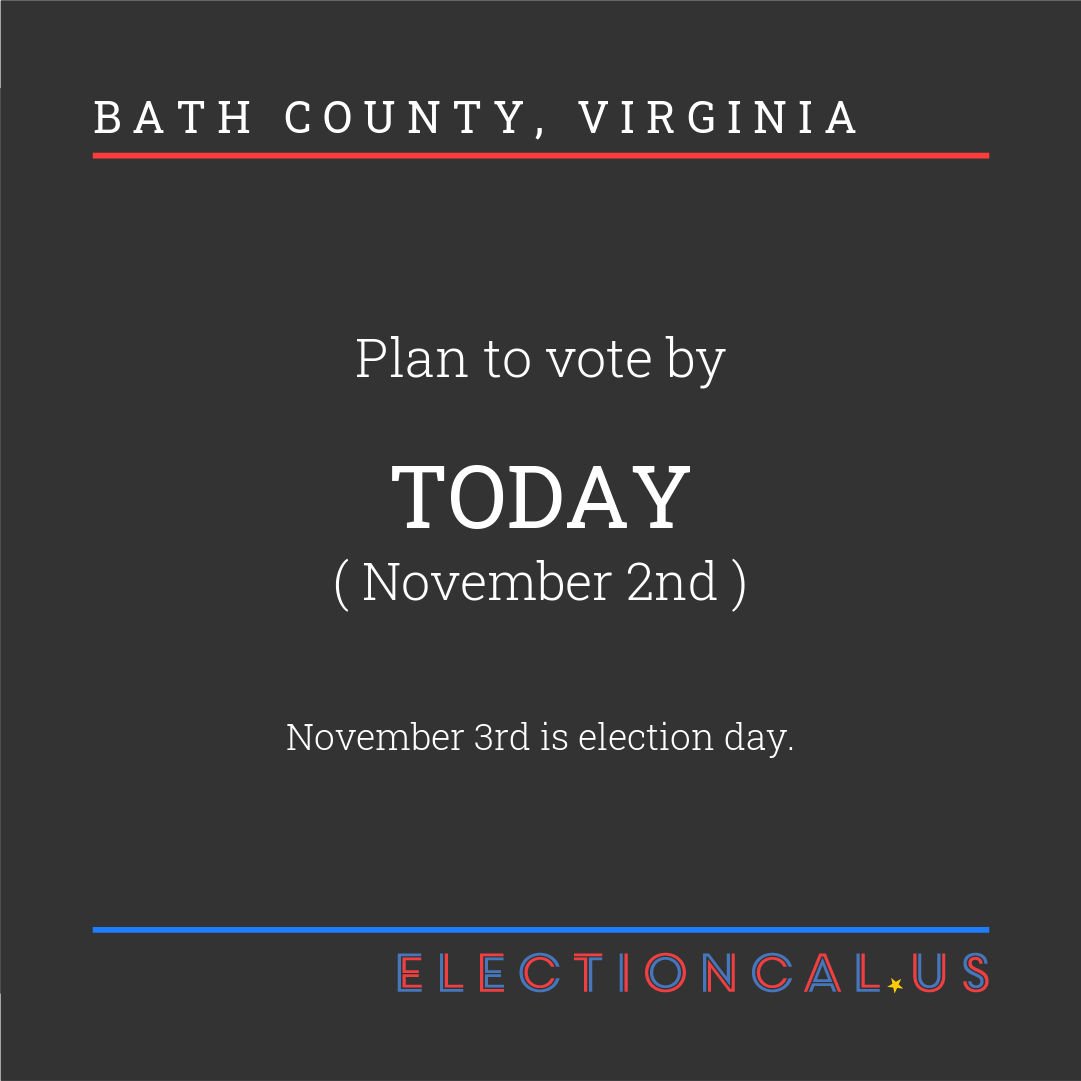 BATH COUNTY, VIRGINIA
Plan to vote by
TODAY
( November 2nd )
November 3rd is election day.
ELECTIONCAL.US